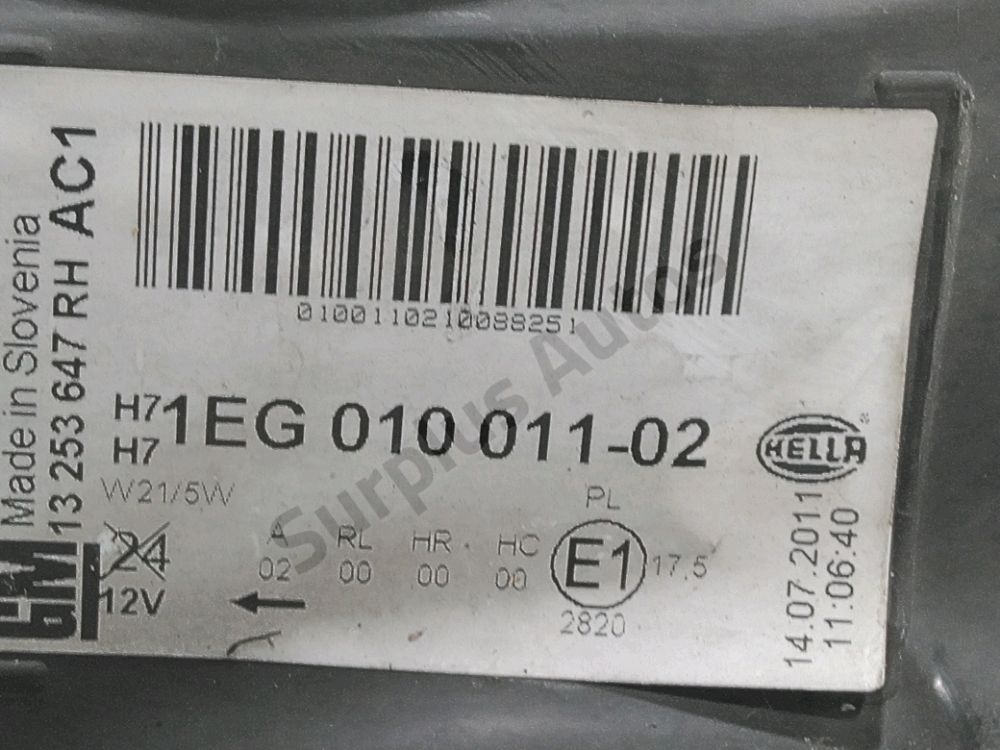 Made in Slovenia
13 253 647 RH AC1
GM
0100110210088251
H7
H7
1EG 010 011-02
HELLA
W21/5W
24
12V
A RL HR HC
02 00 00 00
PL
E1
17.5
2820
14.07.2011
11:06:40
Surplus Autos